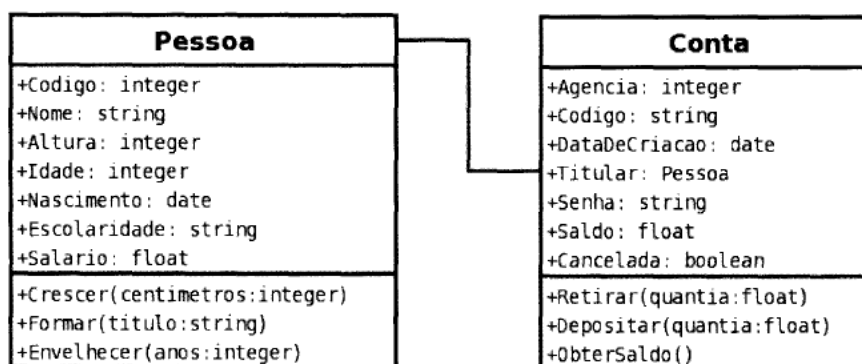 Pessoa
+Codigo: integer
+Nome: string
+Altura: integer
+Idade: integer
+Nascimento: date
+Escolaridade: string
+Salario: float
+Crescer(centimetros:integer)
+Formar(titulo:string)
+Envelhecer(anos:integer)
Conta
+Agencia: integer
+Codigo: string
+DataDeCriacao: date
+Titular: Pessoa
+Senha: string
+Saldo: float
+Cancelada: boolean
+Retirar(quantia:float)
+Depositar(quantia:float)
+ObterSaldo()